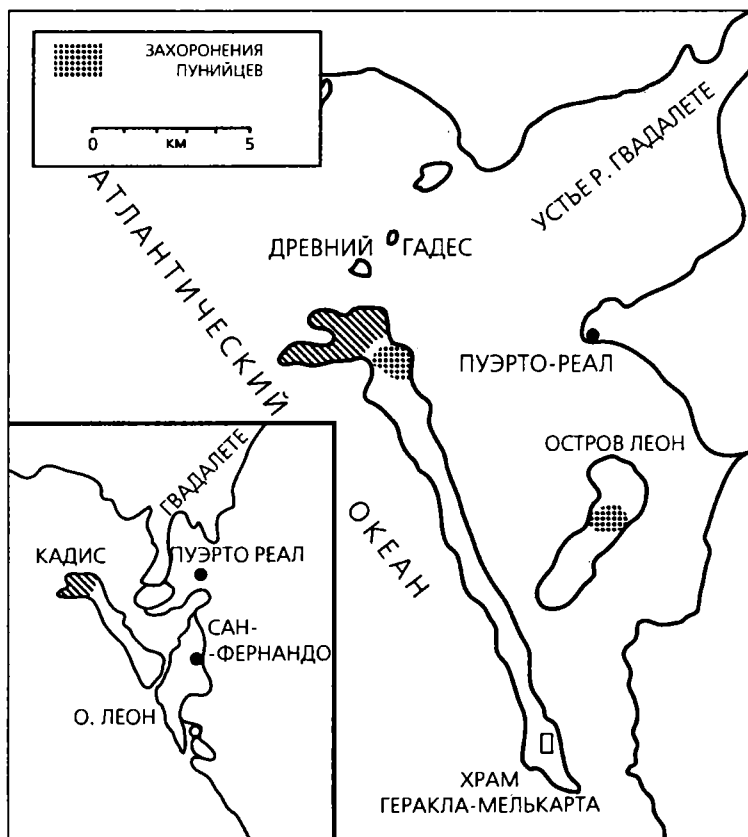 ЗАХОРОНЕНИЯ
ПУНИЙЦЕВ
0 км 5
АТЛАНТИЧЕСКИЙ
ОКЕАН
УСТЬЕ Р. ГВАДАЛЕТЕ
ДРЕВНИЙ ГАДЕС
ПУЭРТО-РЕАЛ
ОСТРОВ ЛЕОН
ХРАМ
ГЕРАКЛА-МЕЛЬКАРТА
ГВАДАЛЕТЕ
КАДИС
ПУЭРТО РЕАЛ
САН-
-ФЕРНАНДО
О. ЛЕОН